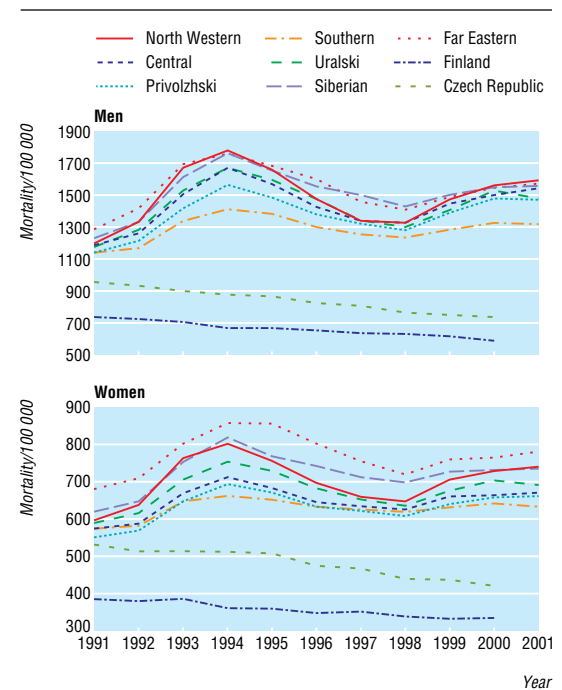 North Western Southern Far Eastern
Central Uralski Finland
Privolzhski Siberian Czech Republic
Men
Mortality/100 000
1900
1700
1500
1300
1100
900
700
500
Women
Mortality/100 000
900
800
700
600
500
400
300
1991 1992 1993 1994 1995 1996 1997 1998 1999 2000 2001
Year